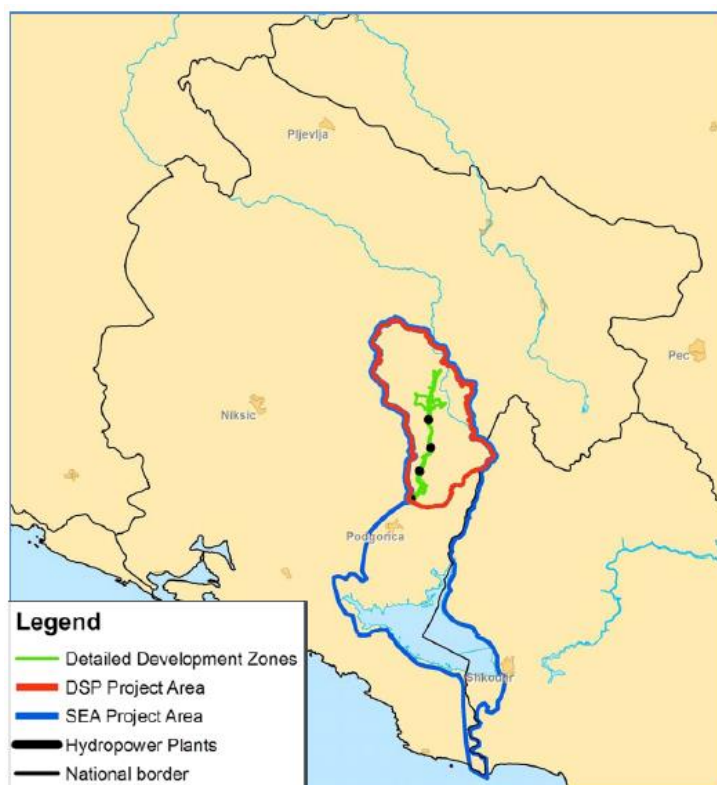 Pljevlja
Pec
Niksic
Podgorica
Shkoder
Legend
Detailed Development Zones
DSP Project Area
SEA Project Area
Hydropower Plants
National border